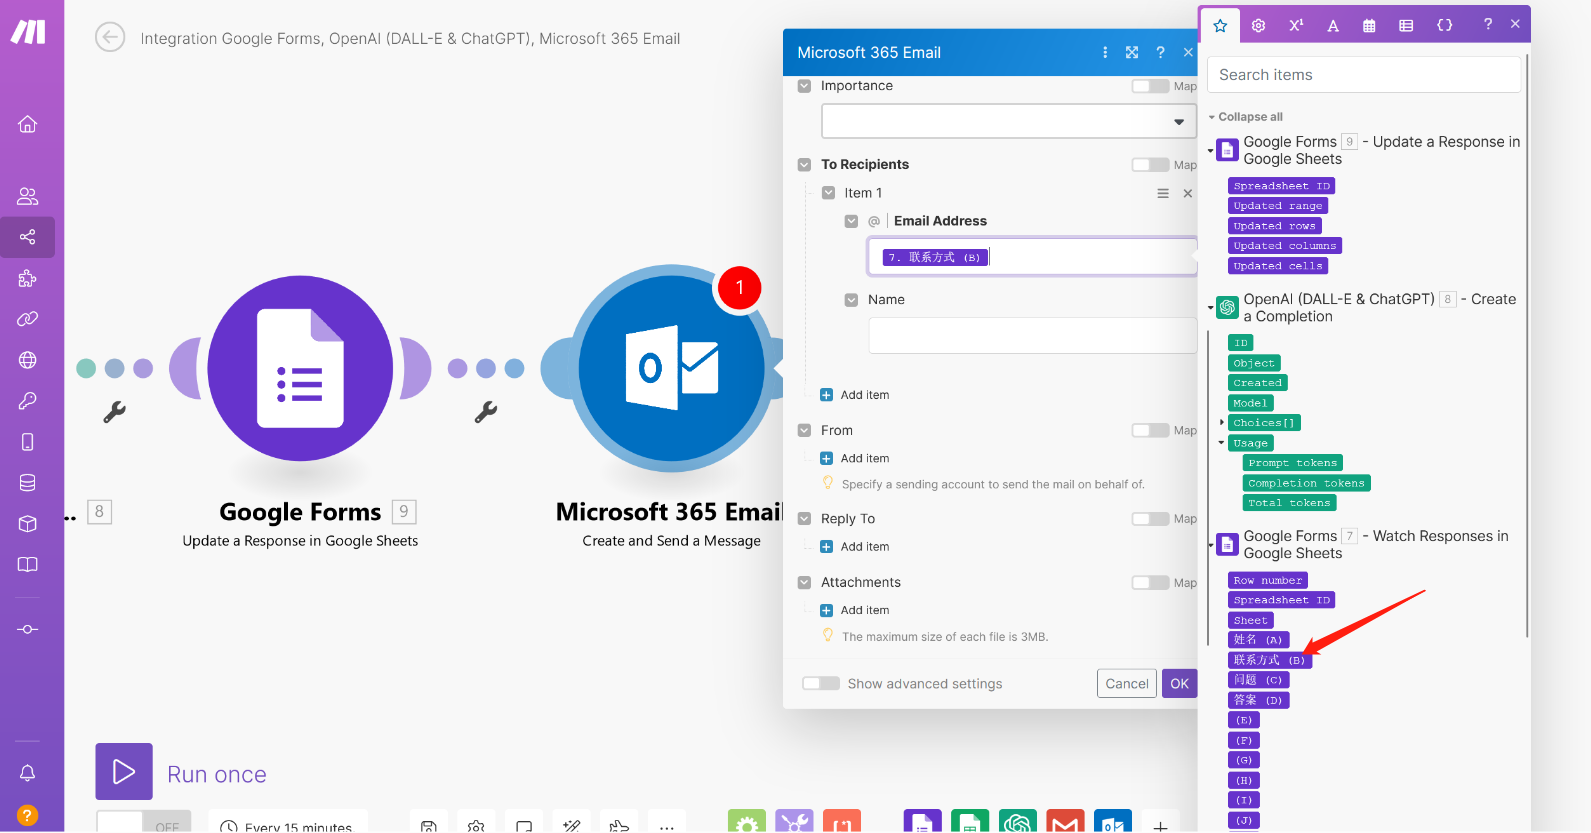 Integration Google Forms, OpenAI (DALL-E & ChatGPT), Microsoft 365 Email
1
.. 8
Google Forms 9
Update a Response in Google Sheets
Microsoft 365 Email
Create and Send a Message
Run once
OFF
Every 15 minutes.
?
Microsoft 365 Email
?
Importance
Map
To Recipients
Map
Item 1
@ Email Address
7. 联系方式 (B)
Name
Add item
From
Map
Add item
Specify a sending account to send the mail on behalf of.
Reply To
Map
Add item
Attachments
Map
Add item
The maximum size of each file is 3MB.
Show advanced settings
Cancel
OK
X¹
A
{}
?
Search items
Collapse all
Google Forms 9 - Update a Response in
Google Sheets
Spreadsheet ID
Updated range
Updated rows
Updated columns
Updated cells
OpenAI (DALL-E & ChatGPT) 8 - Create
a Completion
ID
Object
Created
Model
Choices[]
Usage
Prompt tokens
Completion tokens
Total tokens
Google Forms 7 - Watch Responses in
Google Sheets
Row number
Spreadsheet ID
Sheet
姓名 (A)
联系方式 (B)
问题 (C)
答案 (D)
(E)
(F)
(G)
(H)
(I)
(J)